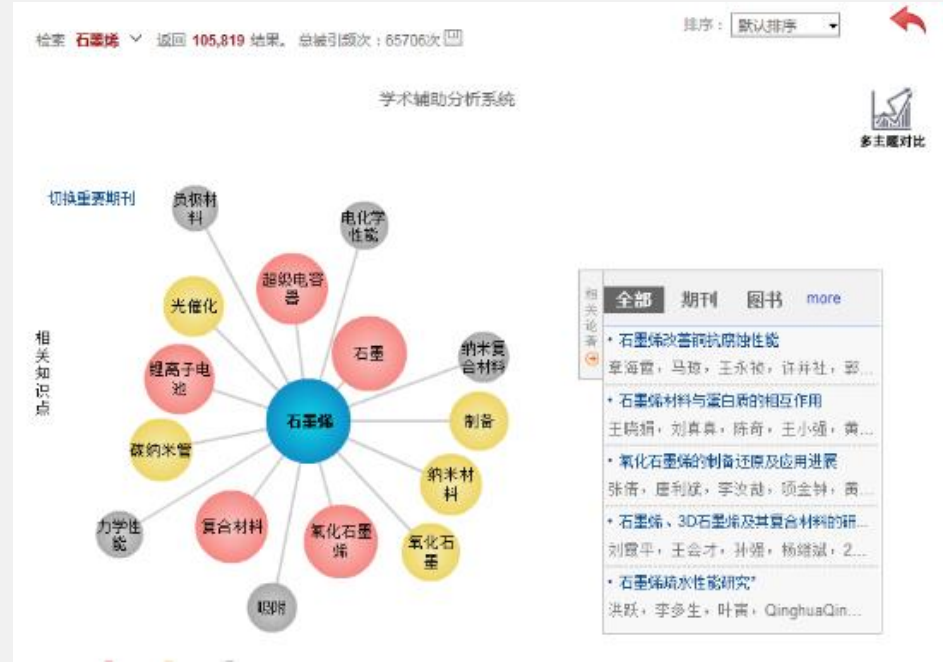 检索 石墨烯 返回 105,819 结果。 总被引频次：65706次
排序： 默认排序
学术辅助分析系统
多主题对比
切换重要期刊
相关知识点
负极材
料
电化学
性能
超级电容
器
光催化
石墨
锂离子电
池
纳米复
合材料
石墨烯
制备
碳纳米管
纳米材
料
力学性
能
复合材料
氧化石墨
烯
氧化石
墨
吸附
相关论著
全部 期刊 图书 more
• 石墨烯改善铜抗腐蚀性能
章海霞，马琼，王永祯，许并社，郭...
• 石墨烯材料与蛋白质的相互作用
王晓娟，刘真真，陈奇，王小强，黄...
• 氧化石墨烯的制备还原及应用进展
张倩，唐利斌，李汝劼，项金钟，黄...
• 石墨烯、3D石墨烯及其复合材料的研...
刘霞平，王会才，孙强，杨继斌，2...
• 石墨烯疏水性能研究*
洪跃，李多生，叶寅，QinghuaQin...